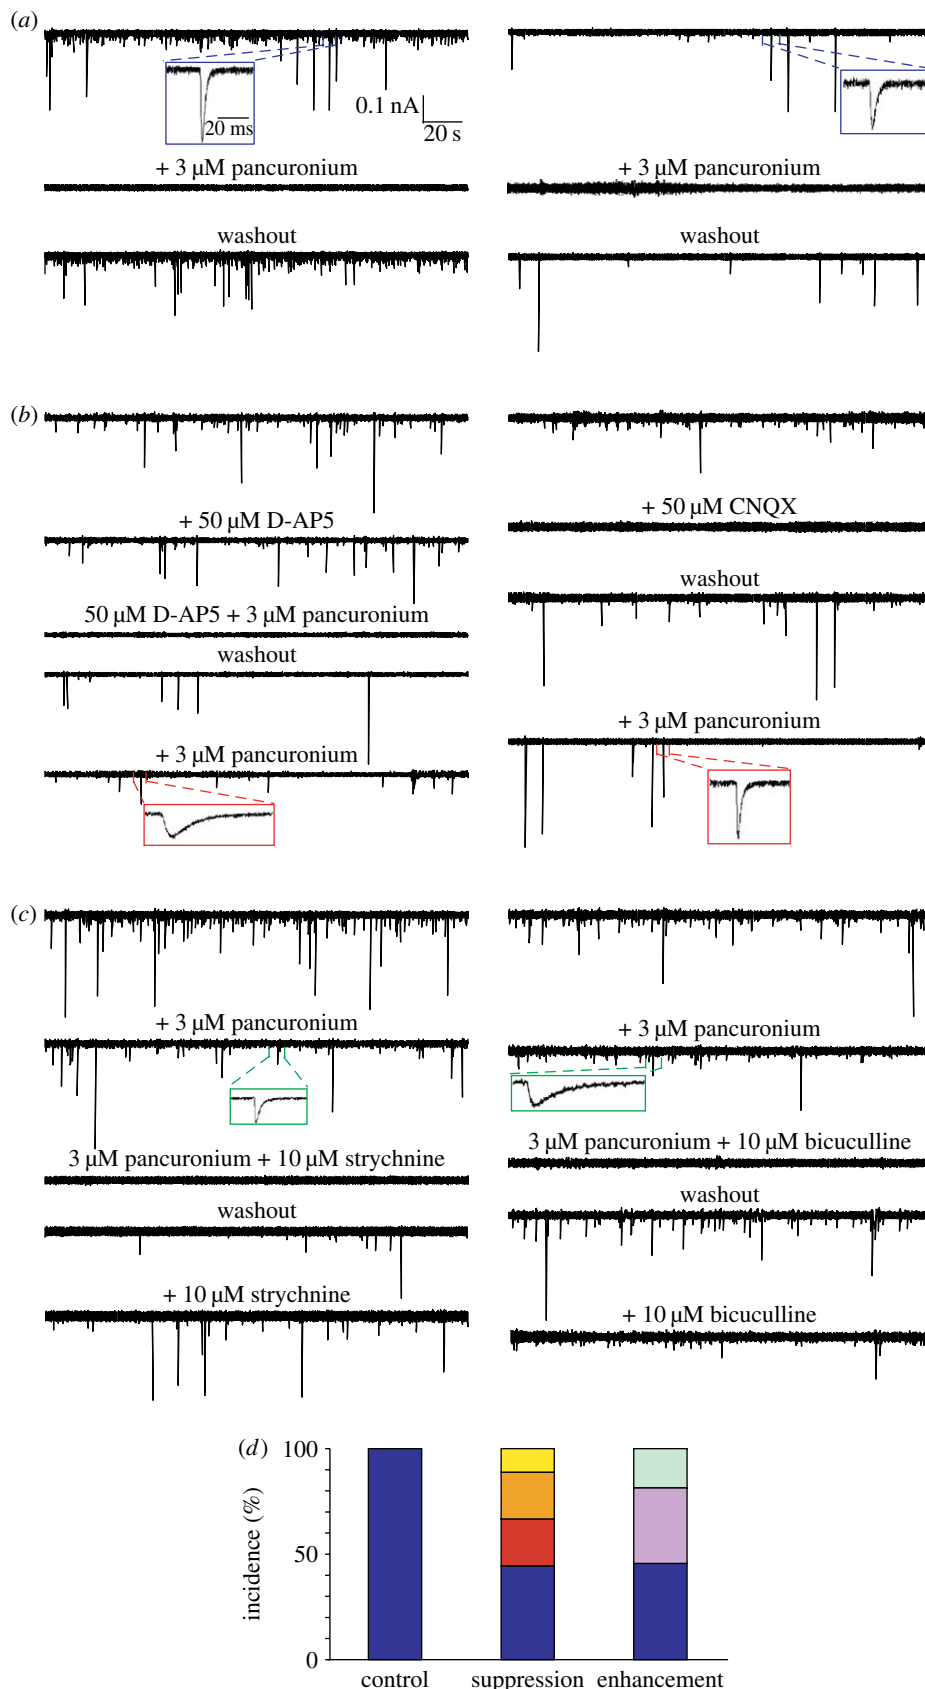 (a)
20 ms
0.1 nA
20 s
+ 3 µM pancuronium
+ 3 µM pancuronium
washout
washout
(b)
+ 50 µM D-AP5
+ 50 µM CNQX
washout
50 µM D-AP5 + 3 µM pancuronium
washout
+ 3 µM pancuronium
+ 3 µM pancuronium
(c)
+ 3 µM pancuronium
+ 3 µM pancuronium
3 µM pancuronium + 10 µM strychnine
3 µM pancuronium + 10 µM bicuculline
washout
washout
+ 10 µM strychnine
+ 10 µM bicuculline
(d)
100
50
0
incidence (%)
control
suppression
enhancement